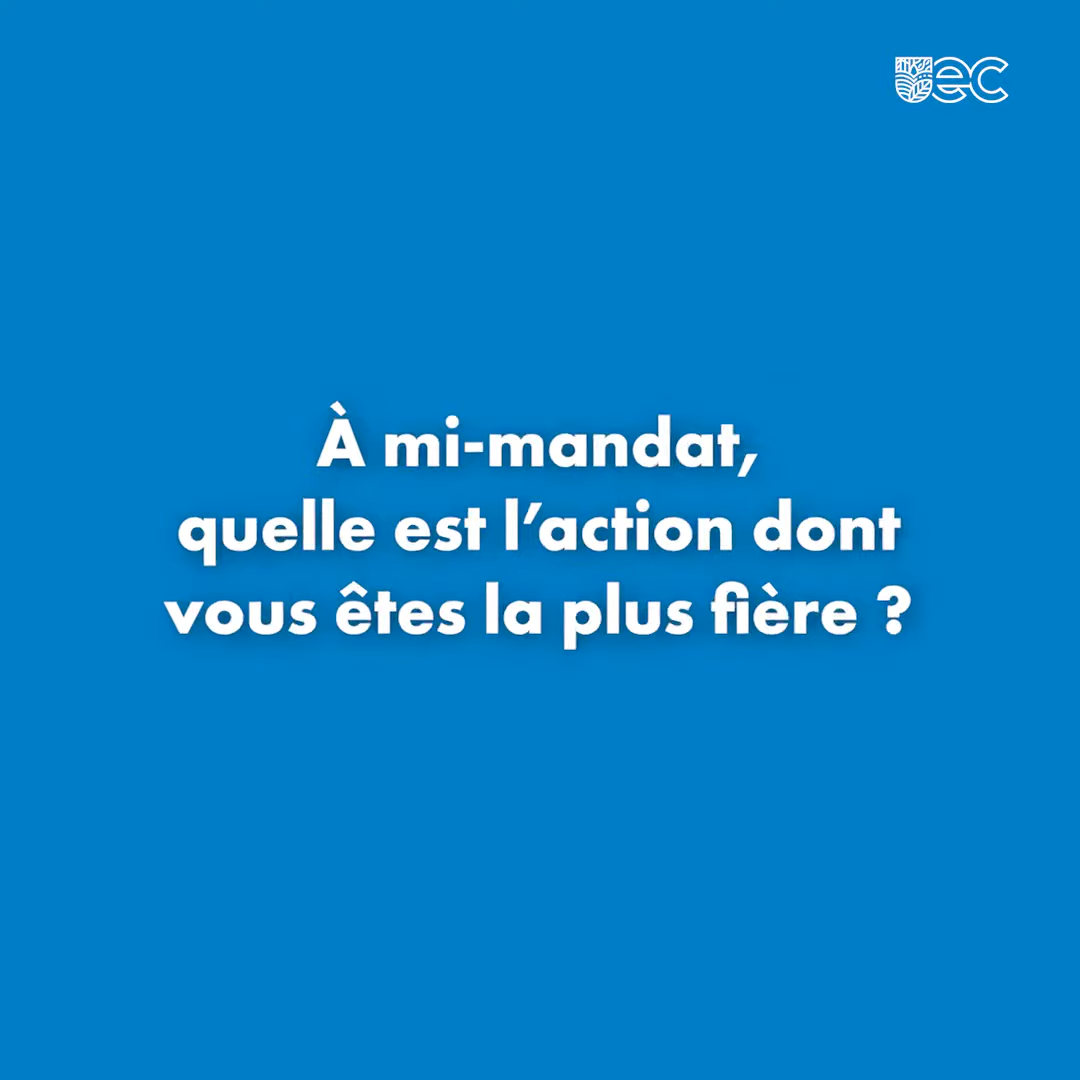 ec
À mi-mandat,
quelle est l’action dont
vous êtes la plus fière ?